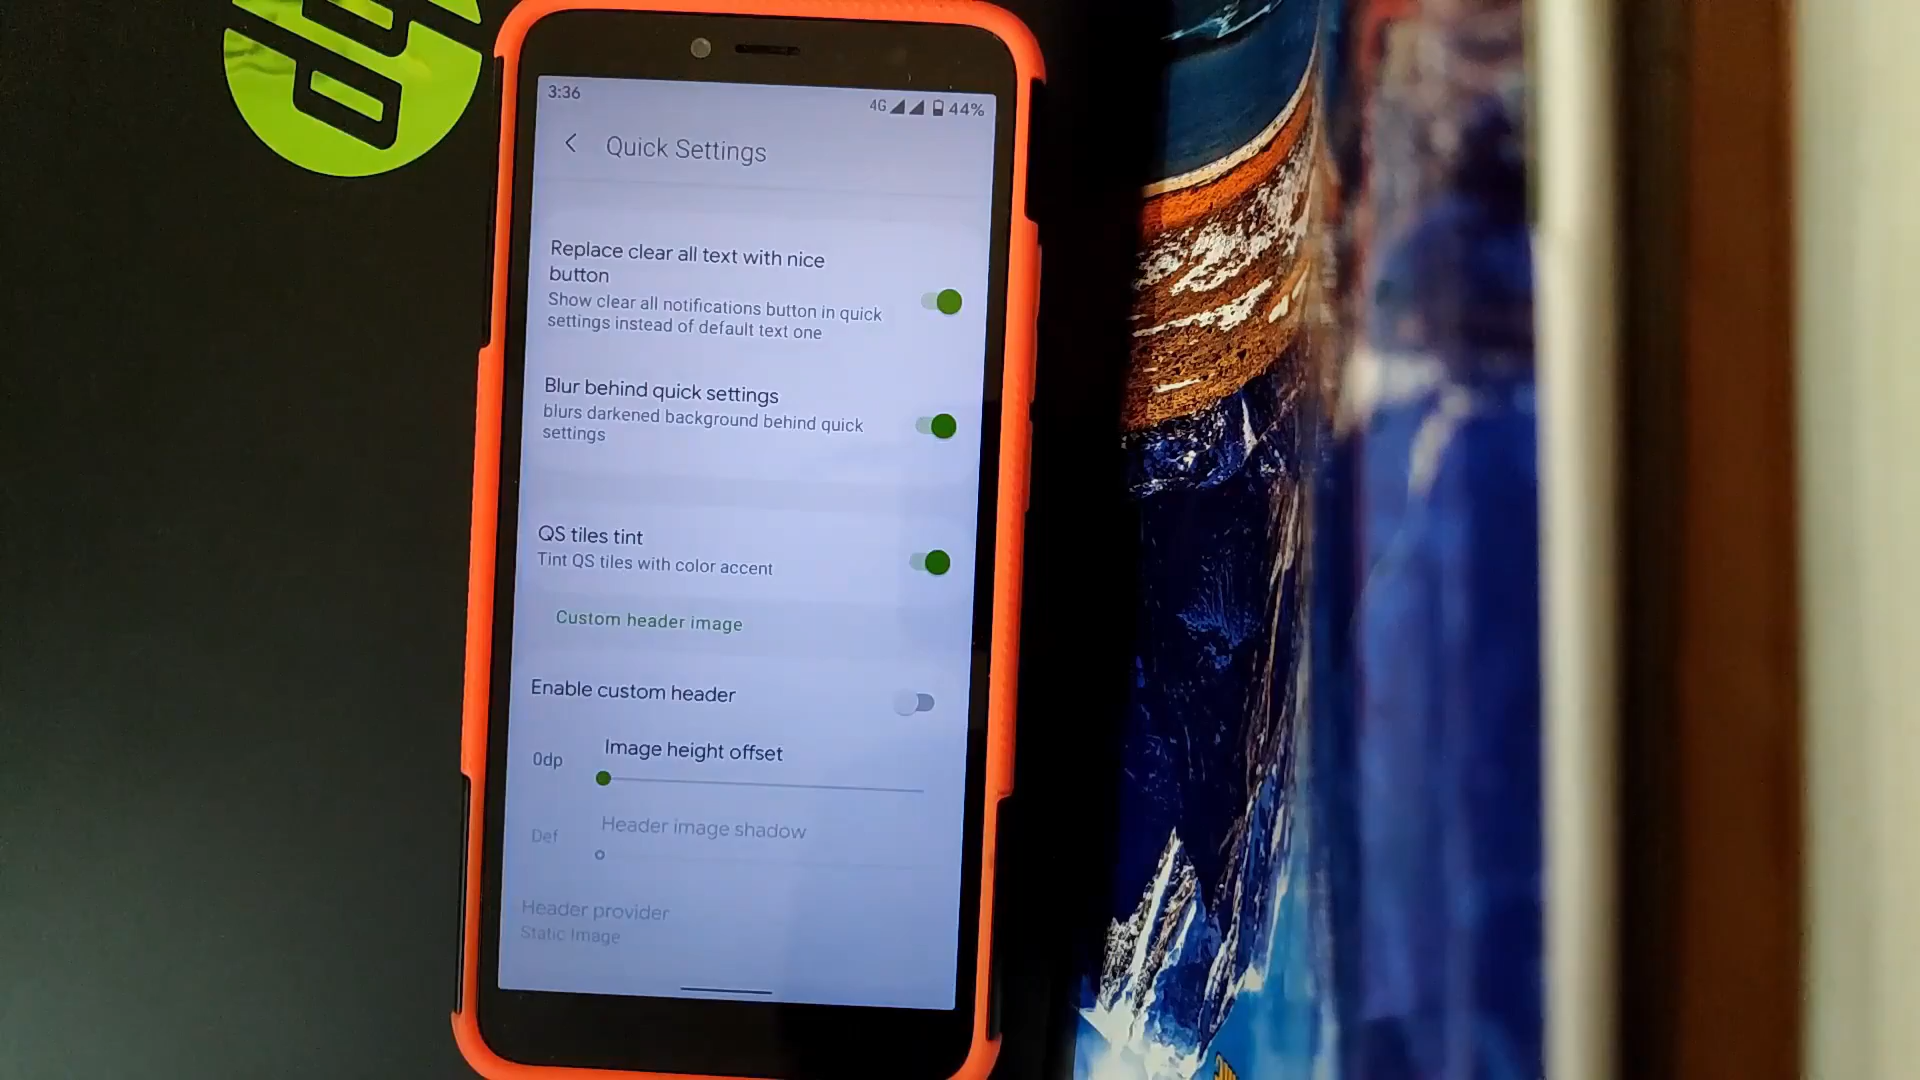 hp
3:36
4G 44%
Quick Settings
Replace clear all text with nice
button
Show clear all notifications button in quick
settings instead of default text one
Blur behind quick settings
blurs darkened background behind quick
settings
QS tiles tint
Tint QS tiles with color accent
Custom header image
Enable custom header
Image height offset
0dp
Header image shadow
Def
Header provider
Static Image